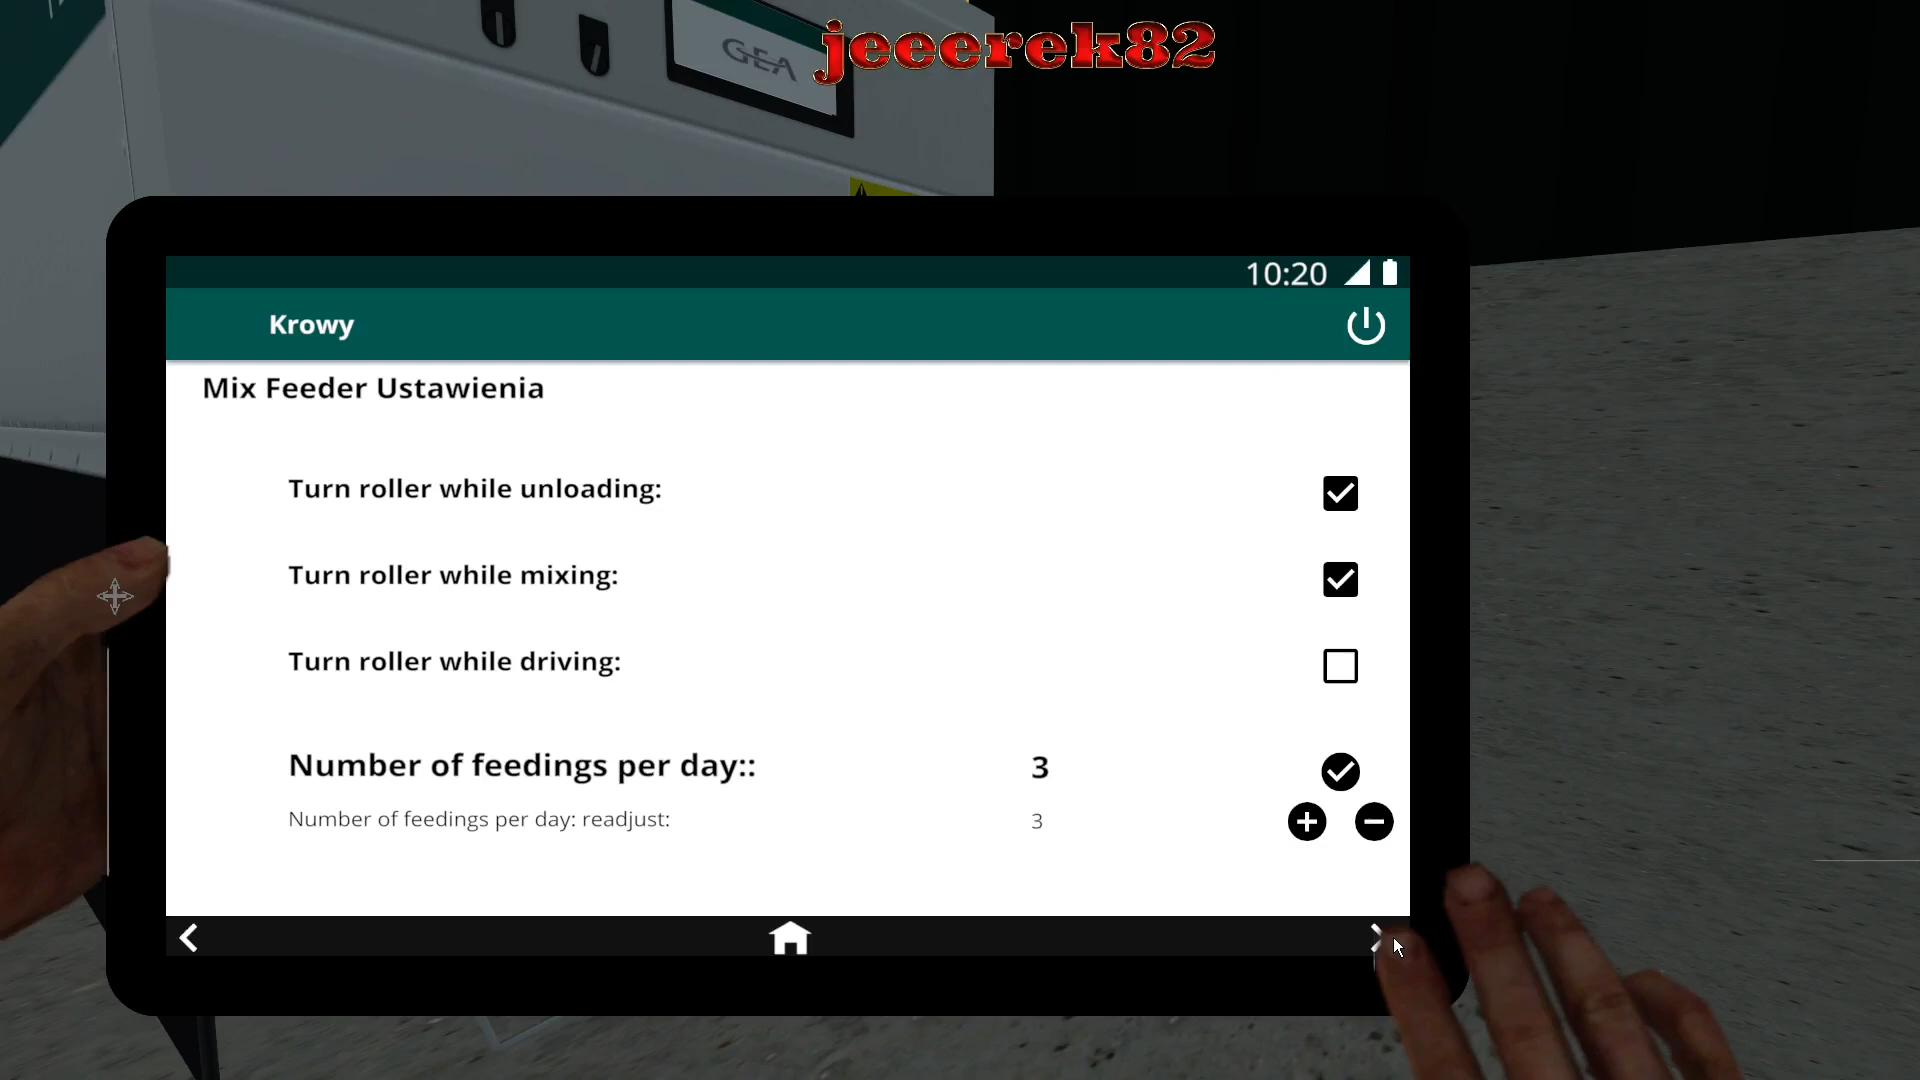 GEA
jeeerek82
10:20
Krowy
Mix Feeder Ustawienia
Turn roller while unloading:
Turn roller while mixing:
Turn roller while driving:
Number of feedings per day:: 3
Number of feedings per day: readjust: 3